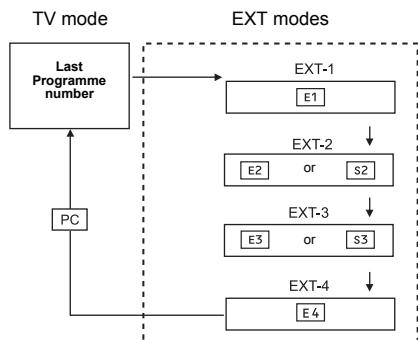 TV mode
EXT modes
Last
Programme
number
EXT-1
E1
EXT-2
E2 or S2
EXT-3
E3 or S3
PC
EXT-4
E4